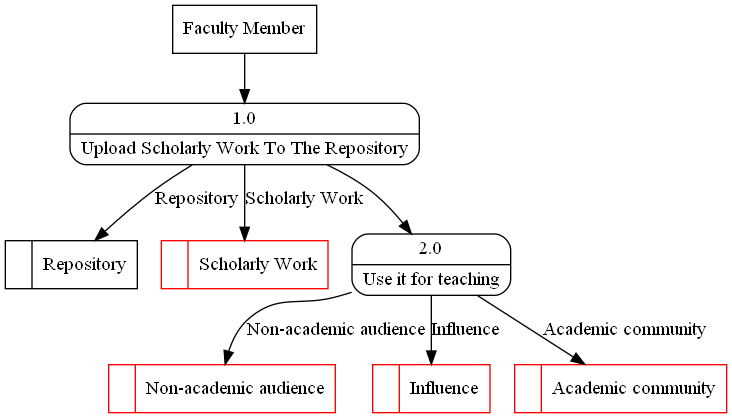 Faculty Member
1.0
Upload Scholarly Work To The Repository
Repository
Scholarly Work
Repository
Scholarly Work
2.0
Use it for teaching
Non-academic audience
Influence
Academic community
Non-academic audience
Influence
Academic community